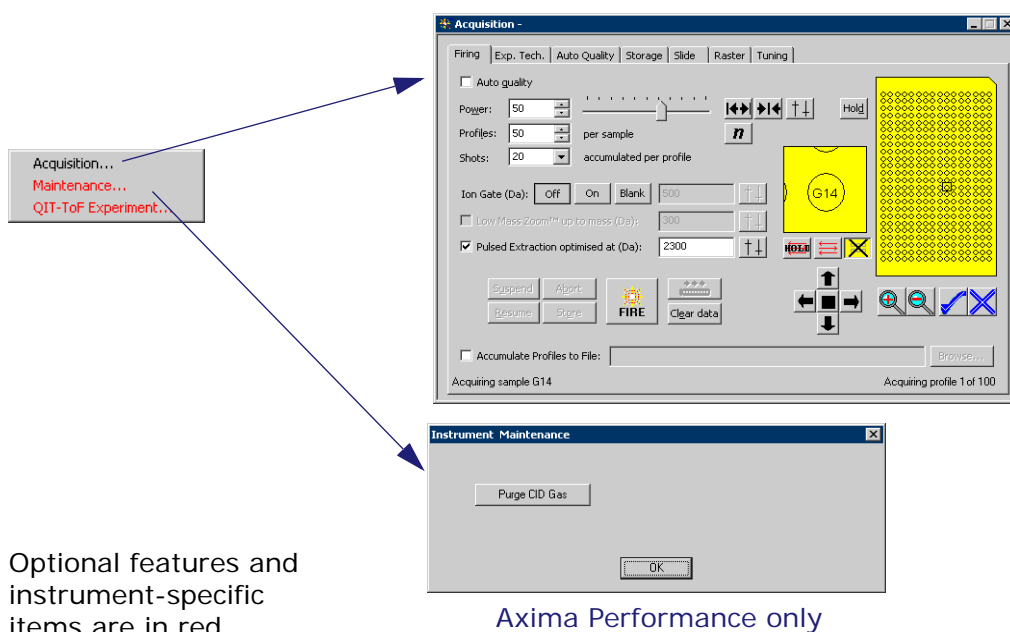 Acquisition...
Maintenance...
QIT-ToF Experiment...
Acquisition -
Firing Exp. Tech. Auto Quality Storage Slide Raster Tuning
Auto quality
Power: 50 Hold
Profiles: 50 per sample n
Shots: 20 accumulated per profile
G14
Ion Gate (Da): Off On Blank 500
Low Mass Zoom™ up to mass (Da): 300
Pulsed Extraction optimised at (Da): 2300 HOLD
Suspend Abort
Resume Store FIRE Clear data
Accumulate Profiles to File: Browse...
Acquiring sample G14 Acquiring profile 1 of 100
Instrument Maintenance
Purge CID Gas
OK
Optional features and
instrument-specific
items are in red
Axima Performance only